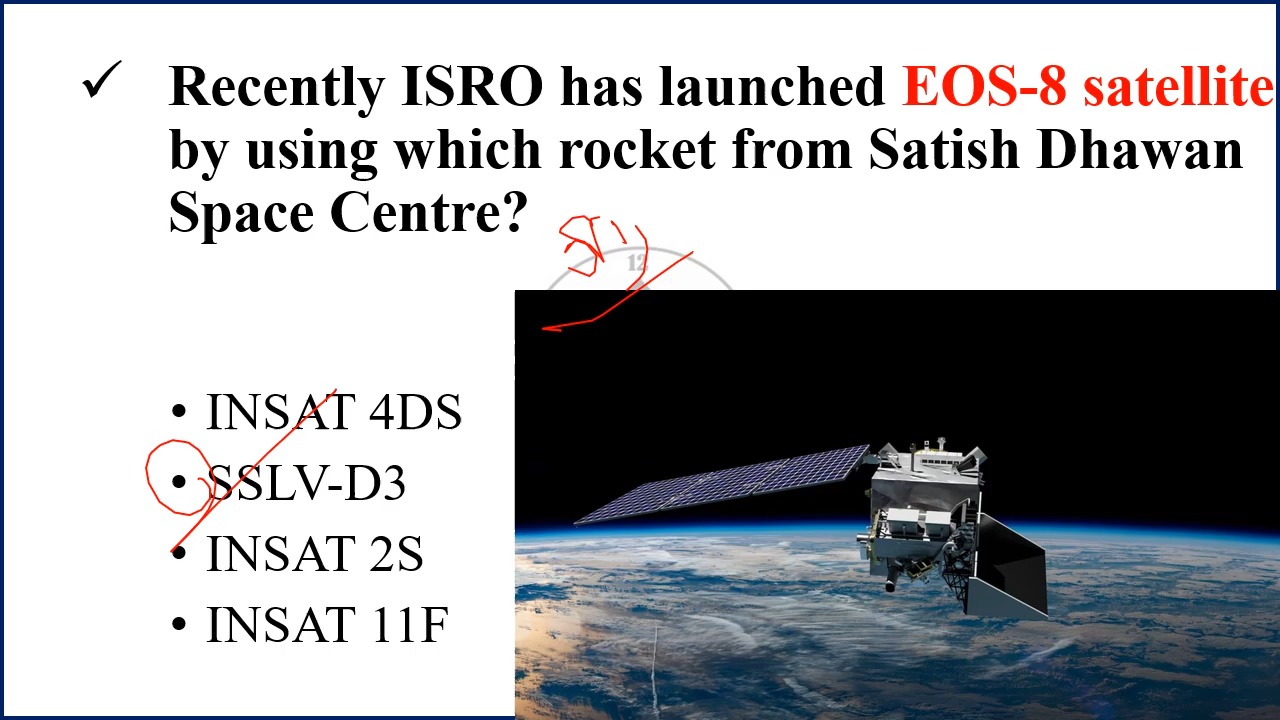 Recently ISRO has launched EOS-8 satellite
by using which rocket from Satish Dhawan
Space Centre?
12
• INSAT 4DS
• SSLV-D3
• INSAT 2S
• INSAT 11F